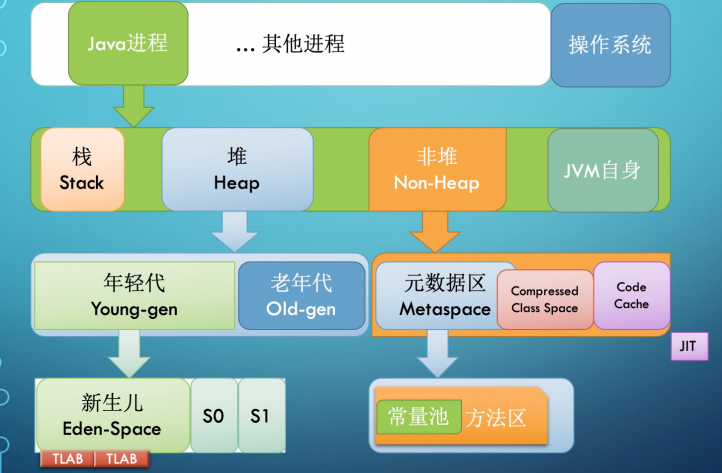 Java进程
... 其他进程
操作系统
栈
Stack
堆
Heap
非堆
Non-Heap
JVM自身
年轻代
Young-gen
老年代
Old-gen
元数据区
Metaspace
Compressed
Class Space
Code
Cache
JIT
新生儿
Eden-Space
S0
S1
常量池
方法区
TLAB
TLAB